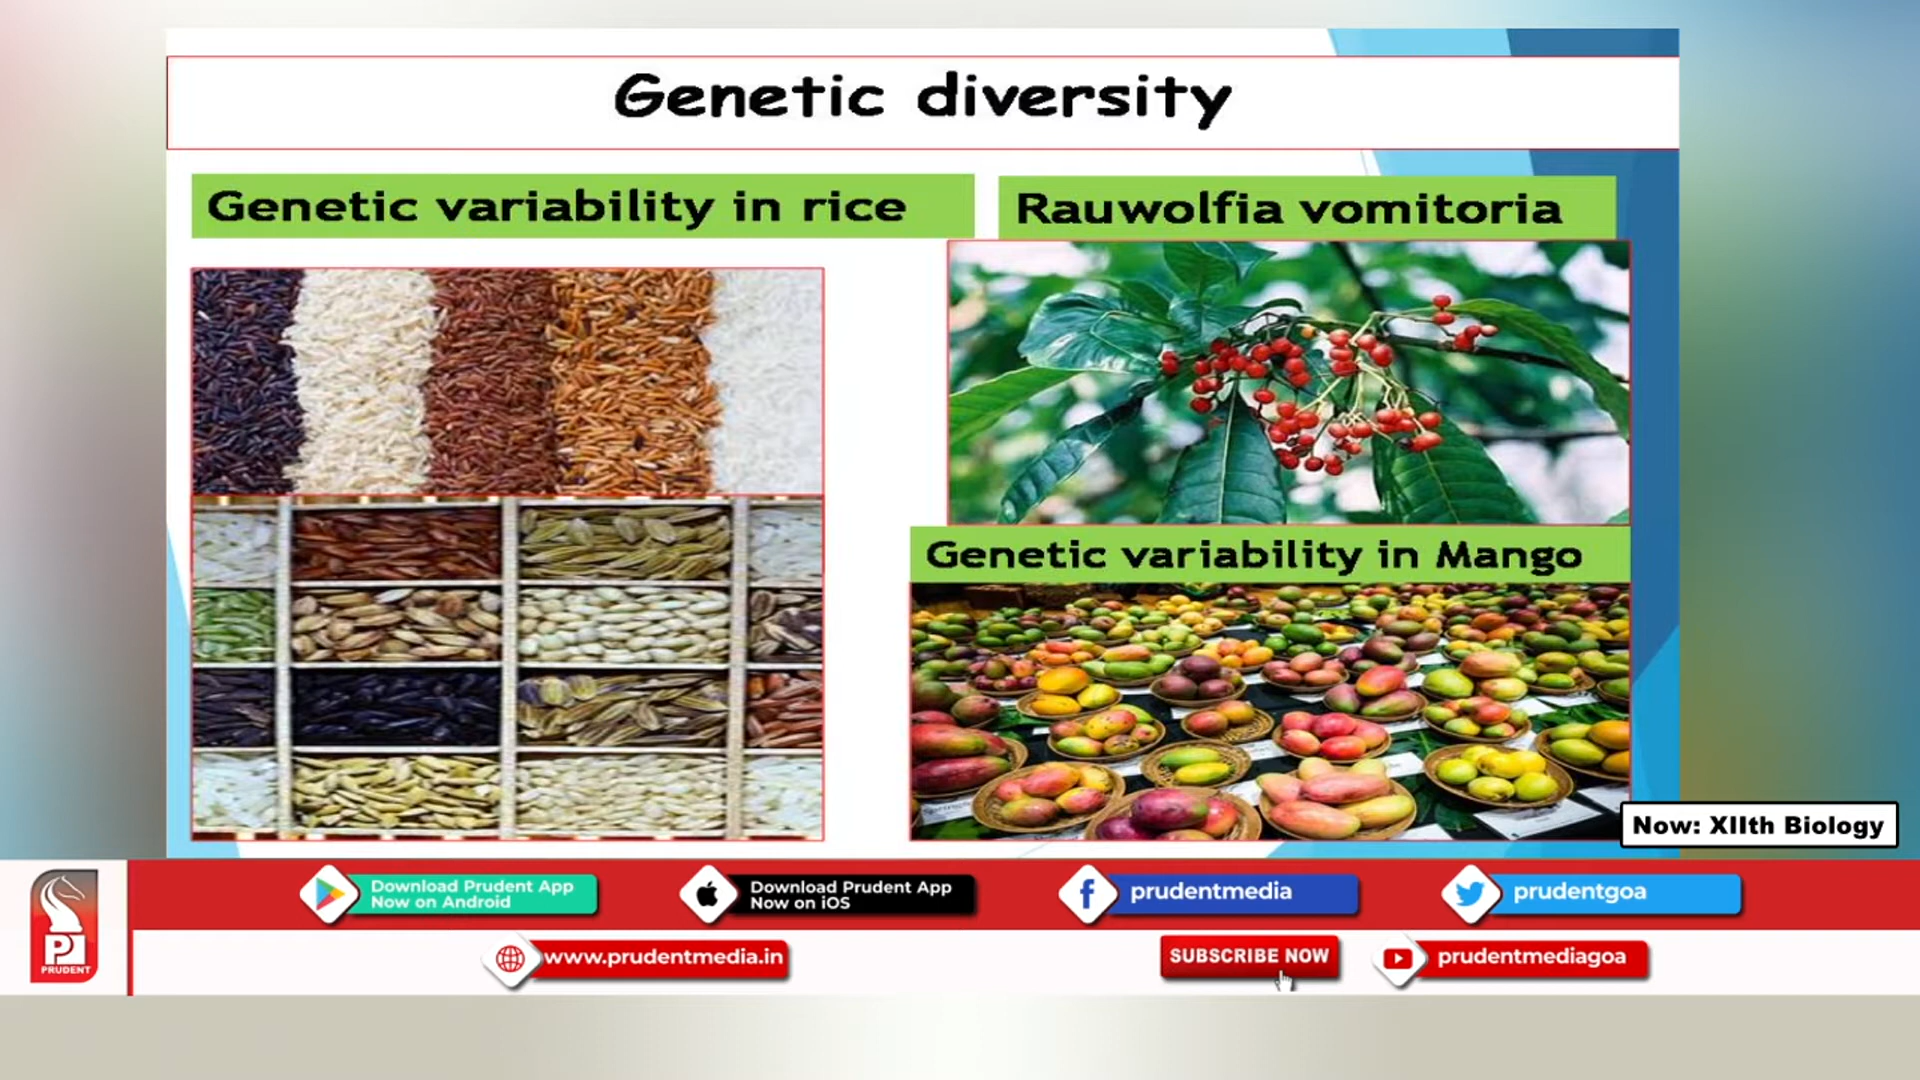 Genetic diversity
Genetic variability in rice
Rauwolfia vomitoria
Genetic variability in Mango
Now: XIIth Biology
Download Prudent App
Now on Android
Download Prudent App
Now on iOS
prudentmedia
prudentgoa
PRUDENT
www.prudentmedia.in
SUBSCRIBE NOW
prudentmediagoa